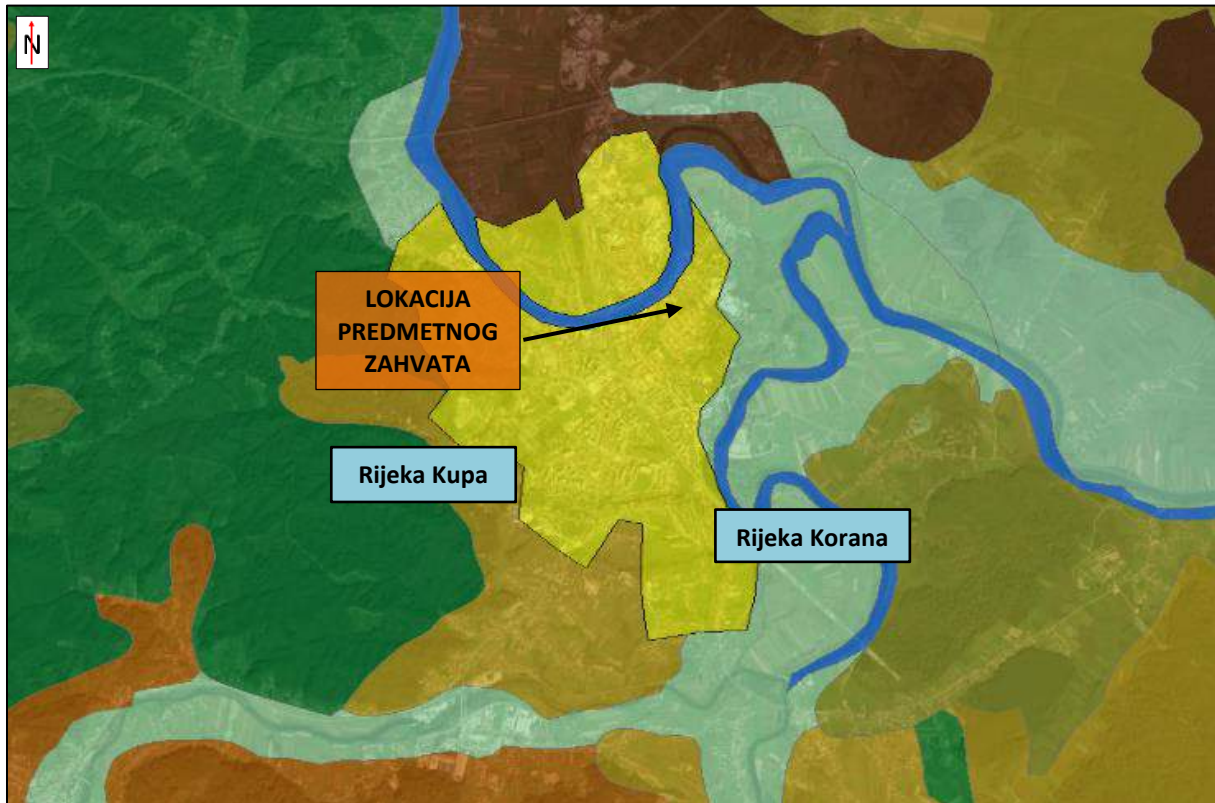 N
LOKACIJA
PREDMETNOG
ZAHVATA
Rijeka Kupa
Rijeka Korana